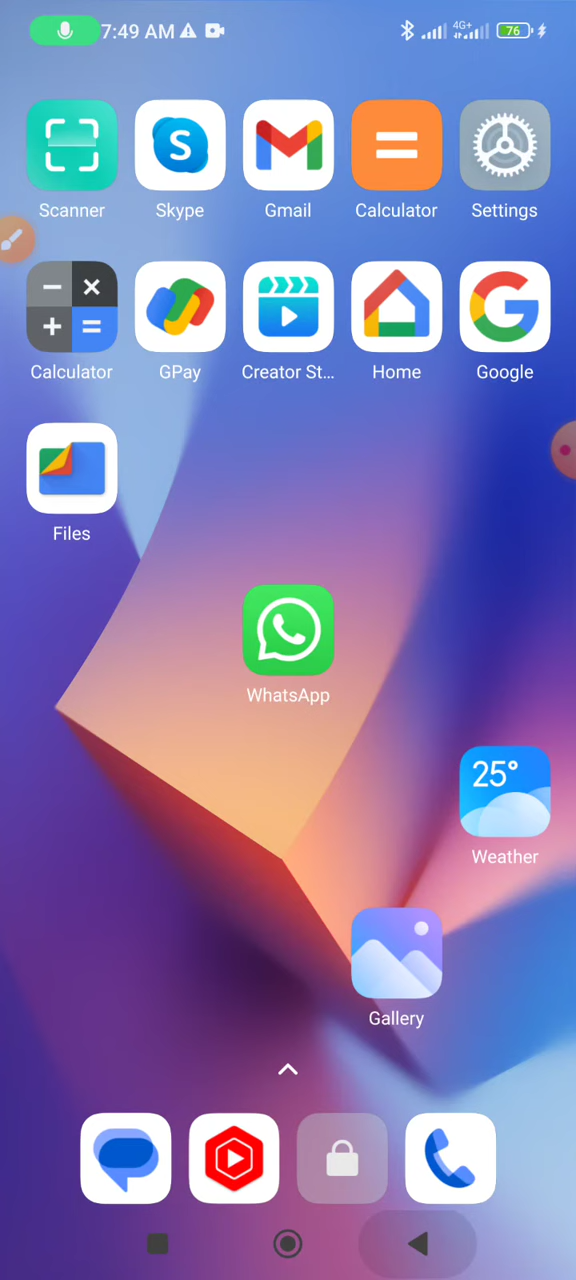 7:49 AM
4G+
76
Scanner
Skype
Gmail
Calculator
Settings
Calculator
GPay
Creator St...
Home
Google
Files
WhatsApp
25°
Weather
Gallery